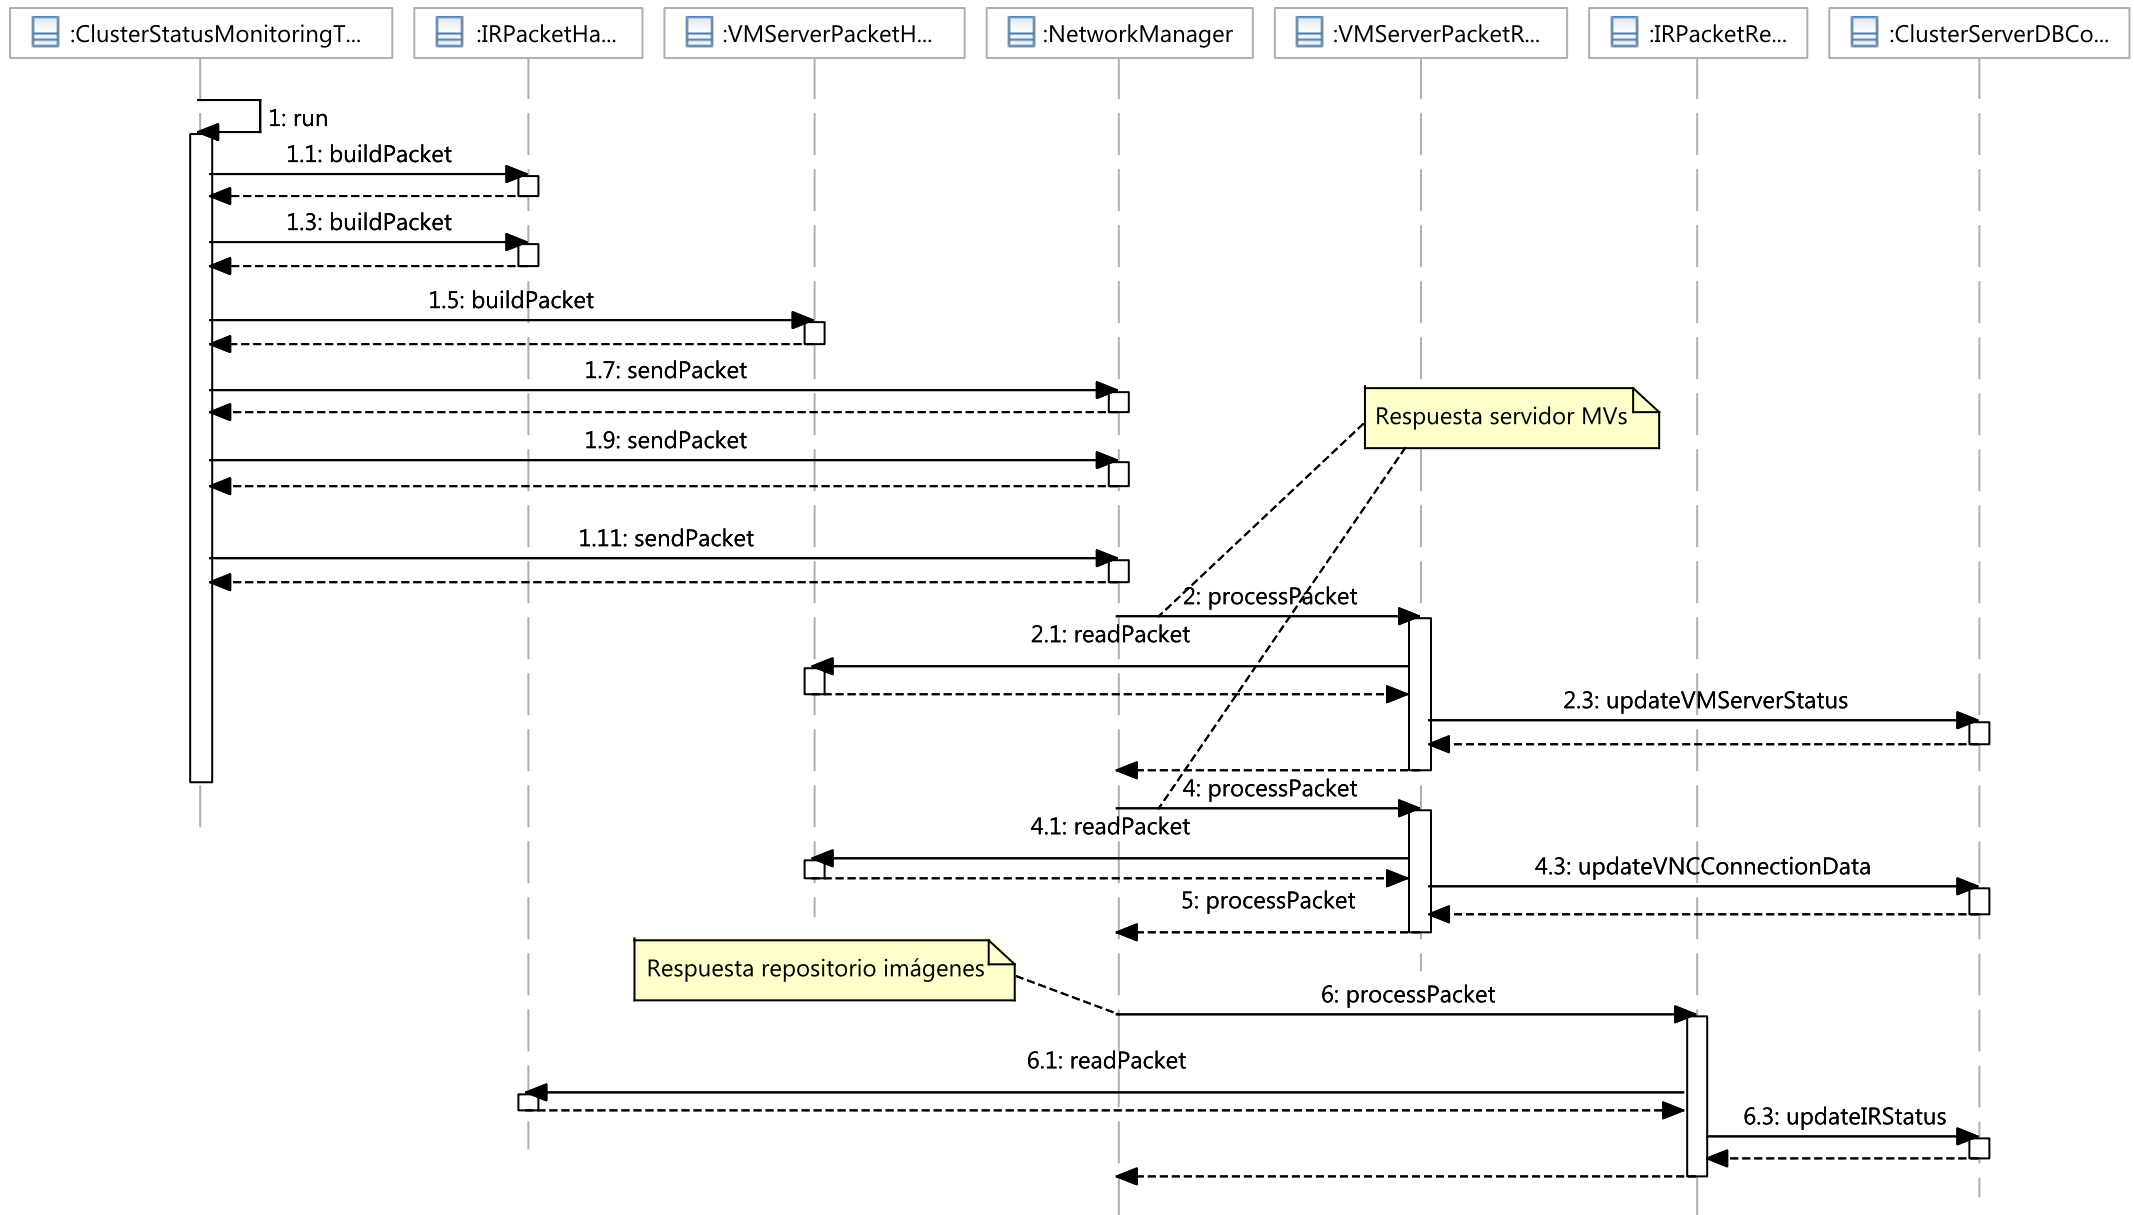 :ClusterStatusMonitoringT...
:IRPacketHa...
:VMServerPacketH...
:NetworkManager
:VMServerPacketR...
:IRPacketRe...
:ClusterServerDBCo...
1: run
1.1: buildPacket
1.3: buildPacket
1.5: buildPacket
1.7: sendPacket
Respuesta servidor MVs
1.9: sendPacket
1.11: sendPacket
2: processPacket
2.1: readPacket
2.3: updateVMServerStatus
4: processPacket
4.1: readPacket
4.3: updateVNCConnectionData
5: processPacket
Respuesta repositorio imágenes
6: processPacket
6.1: readPacket
6.3: updateIRStatus